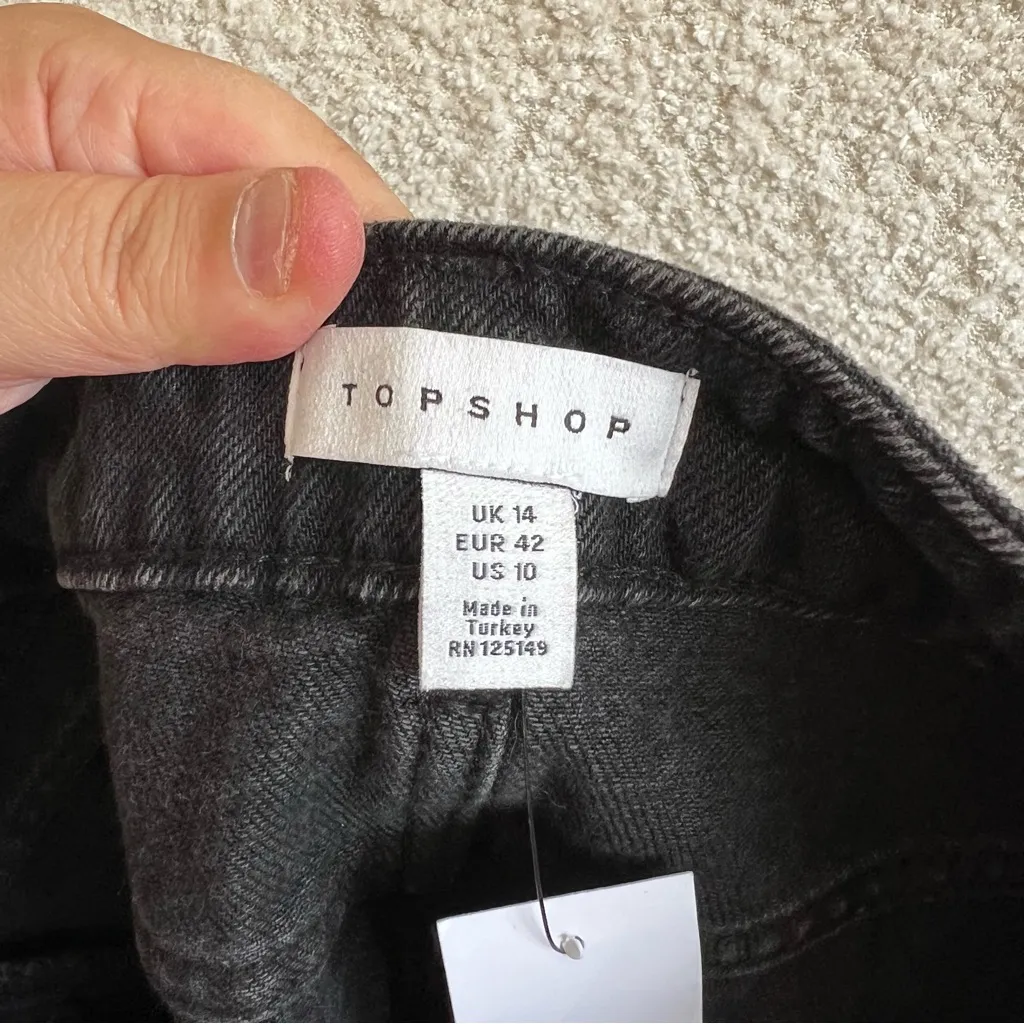 TOPSHOP
UK 14
EUR 42
US 10
Made in
Turkey
RN 125149